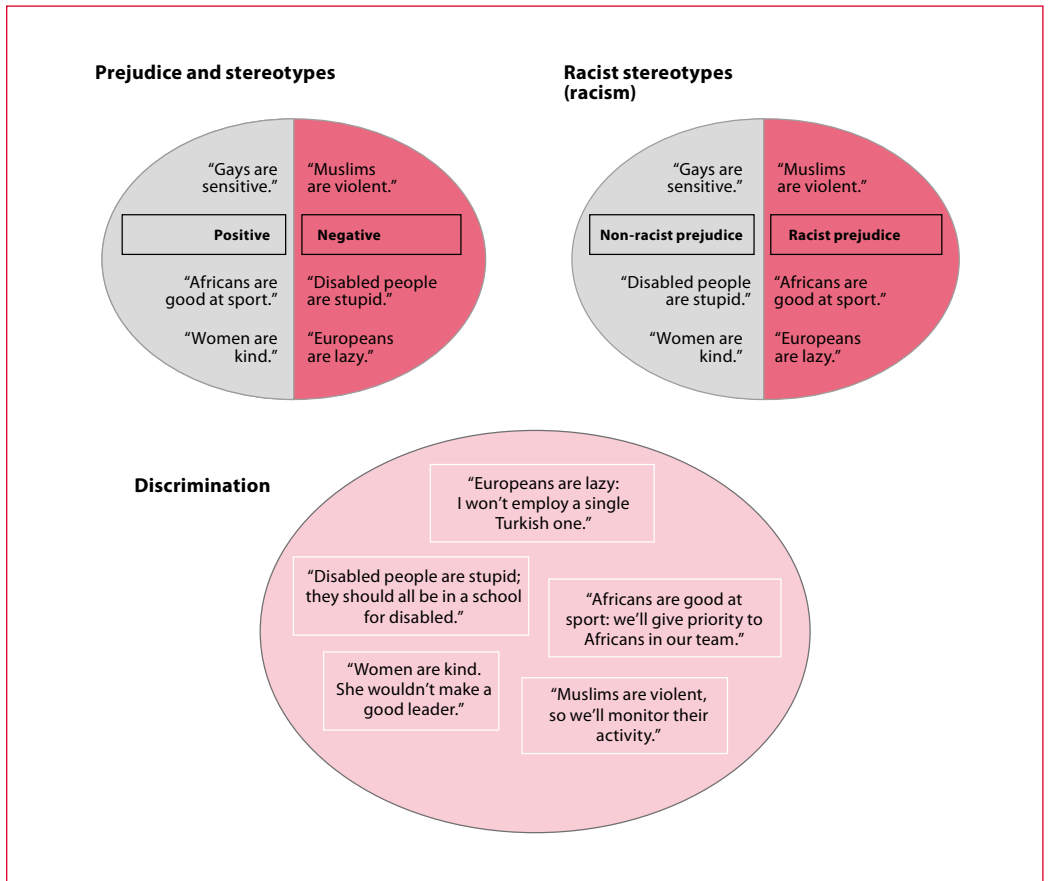 Prejudice and stereotypes
“Gays are
sensitive.”
“Muslims
are violent.”
Positive
Negative
“Africans are
good at sport.”
“Disabled people
are stupid.”
“Women are
kind.”
“Europeans
are lazy.”
Racist stereotypes
(racism)
“Gays are
sensitive.”
“Muslims
are violent.”
Non-racist prejudice
Racist prejudice
“Disabled people
are stupid.”
“Africans are
good at sport.”
“Women are
kind.”
“Europeans
are lazy.”
Discrimination
“Europeans are lazy:
I won’t employ a single
Turkish one.”
“Disabled people are stupid;
they should all be in a school
for disabled.”
“Africans are good at
sport: we’ll give priority to
Africans in our team.”
“Women are kind.
She wouldn’t make a
good leader.”
“Muslims are violent,
so we’ll monitor their
activity.”